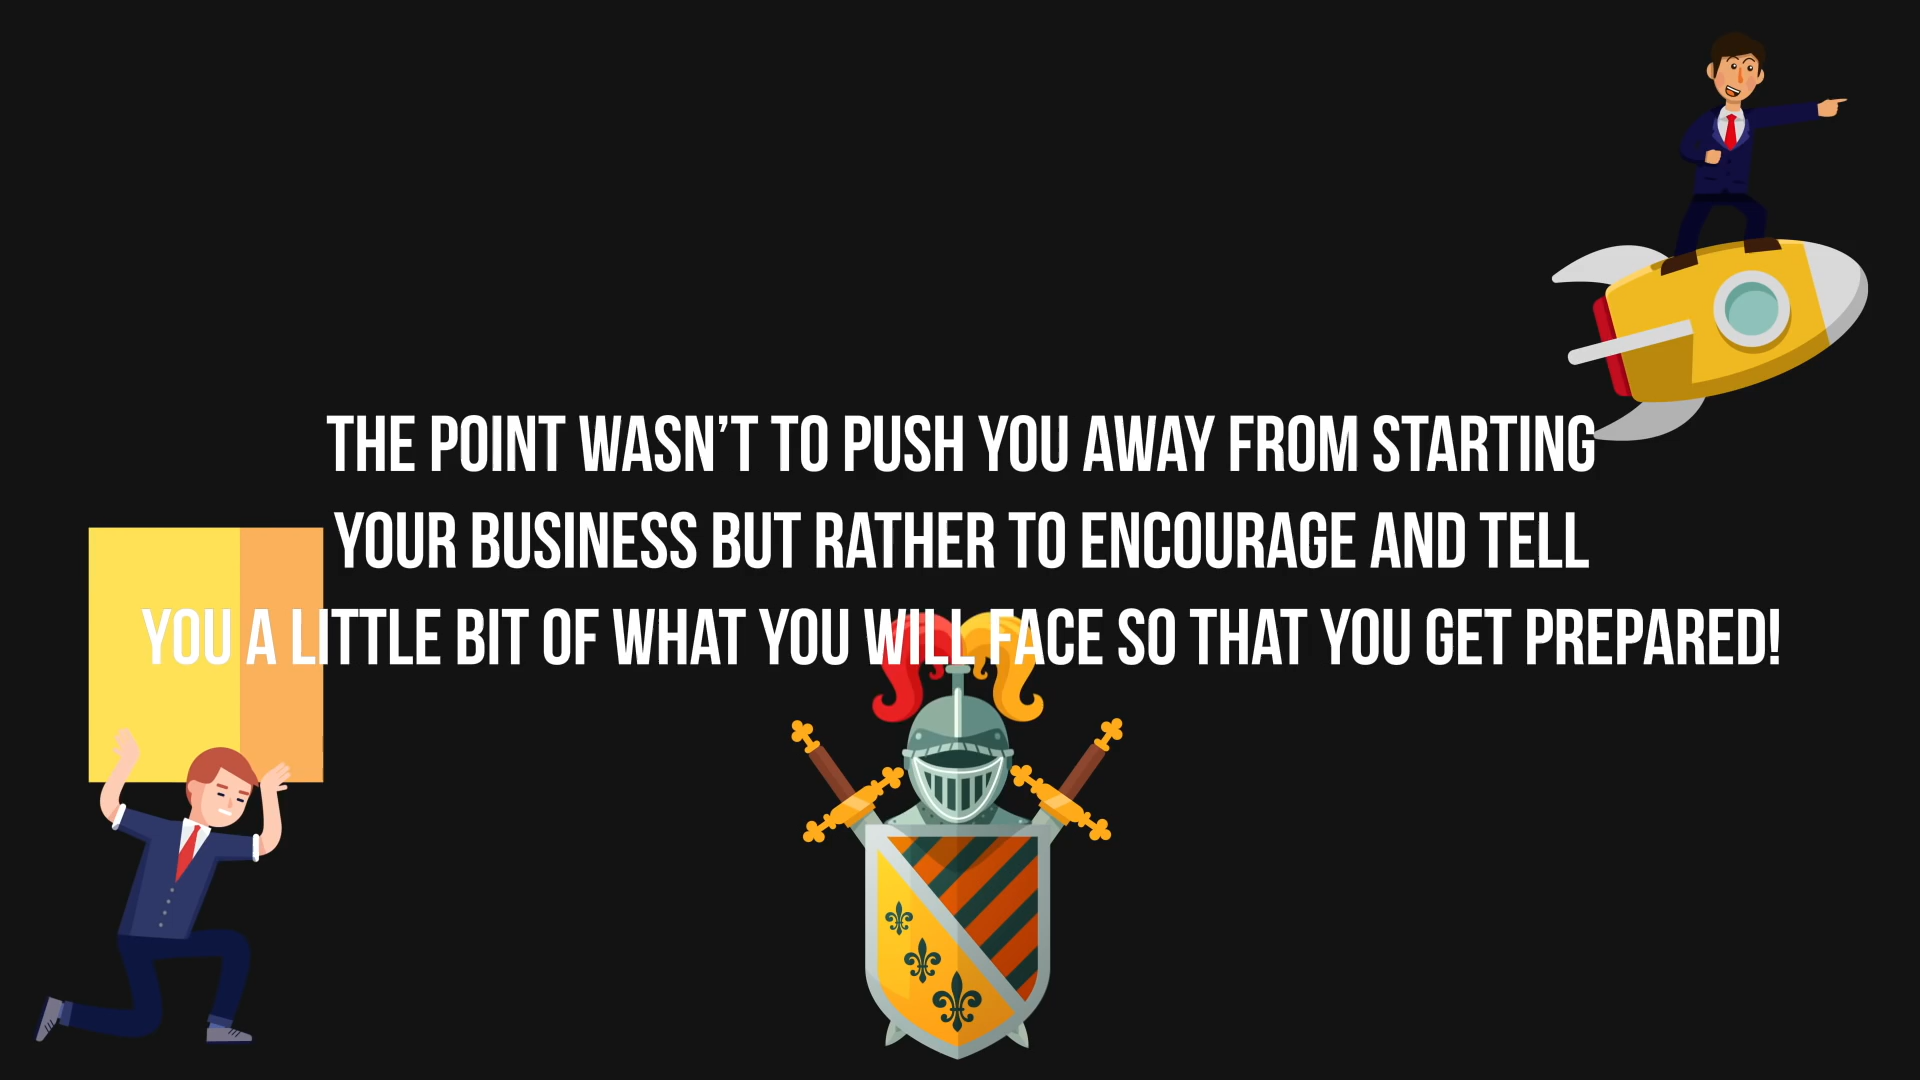 THE POINT WASN’T TO PUSH YOU AWAY FROM STARTING
YOUR BUSINESS BUT RATHER TO ENCOURAGE AND TELL
YOU A LITTLE BIT OF WHAT YOU WILL FACE SO THAT YOU GET PREPARED!